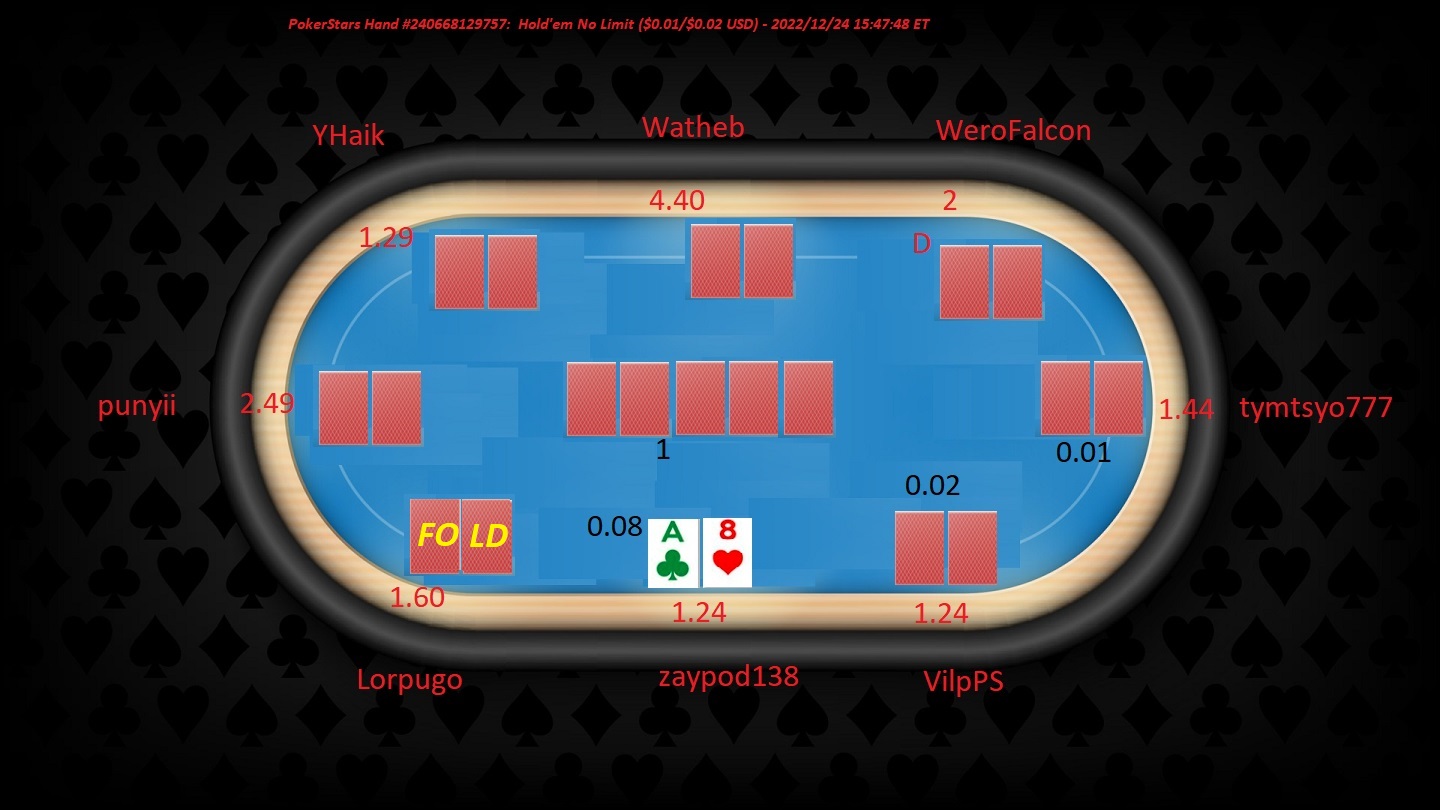 PokerStars Hand #240668129757: Hold'em No Limit ($0.01/$0.02 USD) - 2022/12/24 15:47:48 ET
YHaik
Watheb
WeroFalcon
4.40
2
1.29
D
punyii
2.49
1.44
tymtsyo777
1
0.01
0.02
0.08
A
8
FO LD
1.60
1.24
1.24
Lorpugo
zaypod138
VilpPS